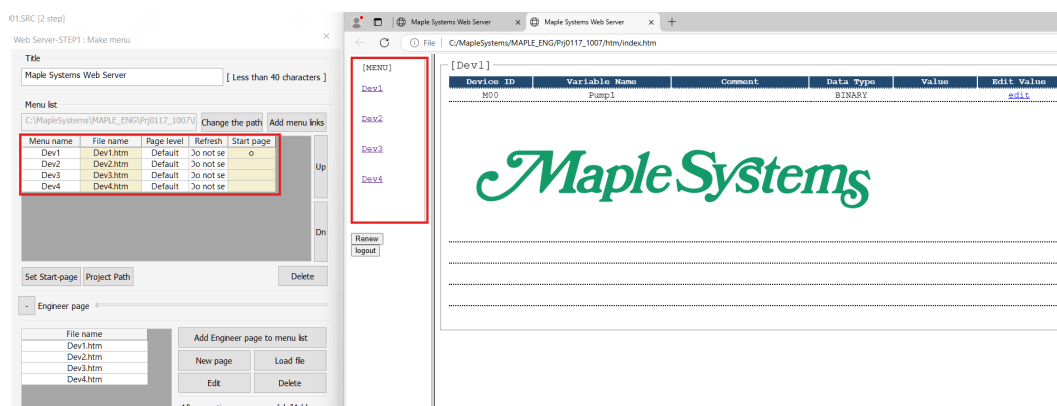 01.SRC [2 step]
Web Server-STEP1 : Make menu
Title
Maple Systems Web Server
[ Less than 40 characters ]
Menu list
C:\MapleSystems\MAPLE_ENG\Prj0117_1007\
Change the path
Add menu links
Menu name File name Page level Refresh Start page
Dev1 Dev1.htm Default Do not se o
Dev2 Dev2.htm Default Do not se
Dev3 Dev3.htm Default Do not se
Dev4 Dev4.htm Default Do not se
Up
Dn
Set Start-page
Project Path
Delete
- Engineer page
File name
Dev1.htm
Dev2.htm
Dev3.htm
Dev4.htm
Add Engineer page to menu list
New page
Load file
Edit
Delete
Maple Systems Web Server
Maple Systems Web Server
File C:/MapleSystems/MAPLE_ENG/Prj0117_1007/htm/index.htm
[MENU]
Dev1
Dev2
Dev3
Dev4
Renew
logout
[Dev1]
Device ID Variable Name Comment Data Type Value Edit Value
M00 Pump1 BINARY edit
Maple Systems